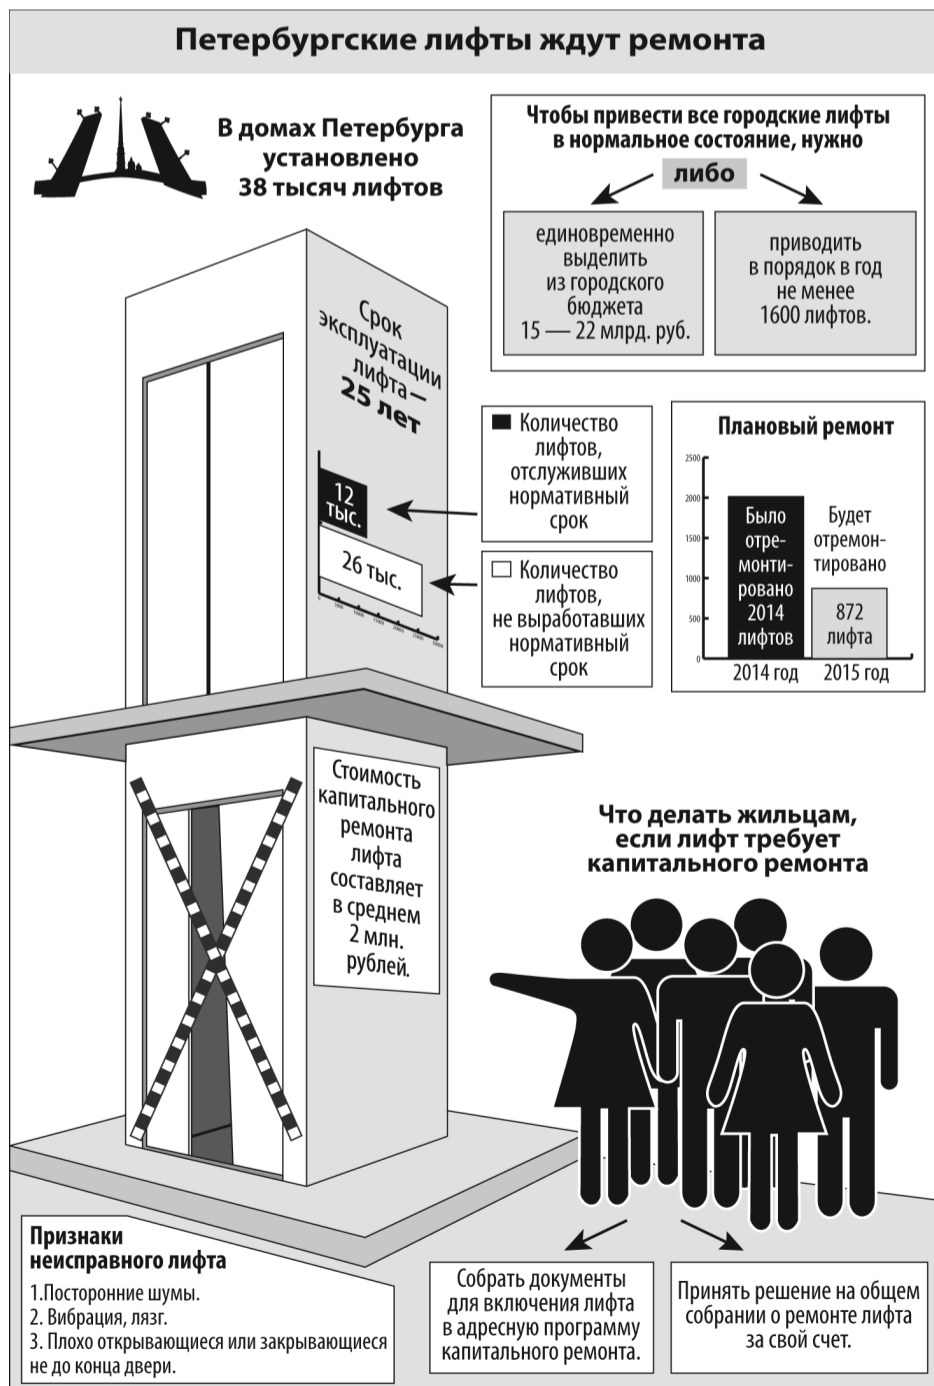 Петербургские лифты ждут ремонта
В домах Петербурга
установлено
38 тысяч лифтов
Чтобы привести все городские лифты
в нормальное состояние, нужно
либо
единовременно
выделить
из городского
бюджета
15 — 22 млрд. руб.
приводить
в порядок в год
не менее
1600 лифтов.
Срок
эксплуатации
лифта —
25 лет
12
тыс.
26 тыс.
Количество
лифтов,
отслуживших
нормативный
срок
Количество
лифтов,
не выработавших
нормативный
срок
Плановый ремонт
2500
2000
1500
1000
500
0
Было
отре-
монти-
ровано
2014
лифтов
Будет
отремон-
тировано
872
лифта
2014 год
2015 год
Стоимость
капитального
ремонта
лифта
составляет
в среднем
2 млн.
рублей.
Что делать жильцам,
если лифт требует
капитального ремонта
Признаки
неисправного лифта
1.Посторонние шумы.
2. Вибрация, лязг.
3. Плохо открывающиеся или закрывающиеся
не до конца двери.
Собрать документы
для включения лифта
в адресную программу
капитального ремонта.
Принять решение на общем
собрании о ремонте лифта
за свой счет.